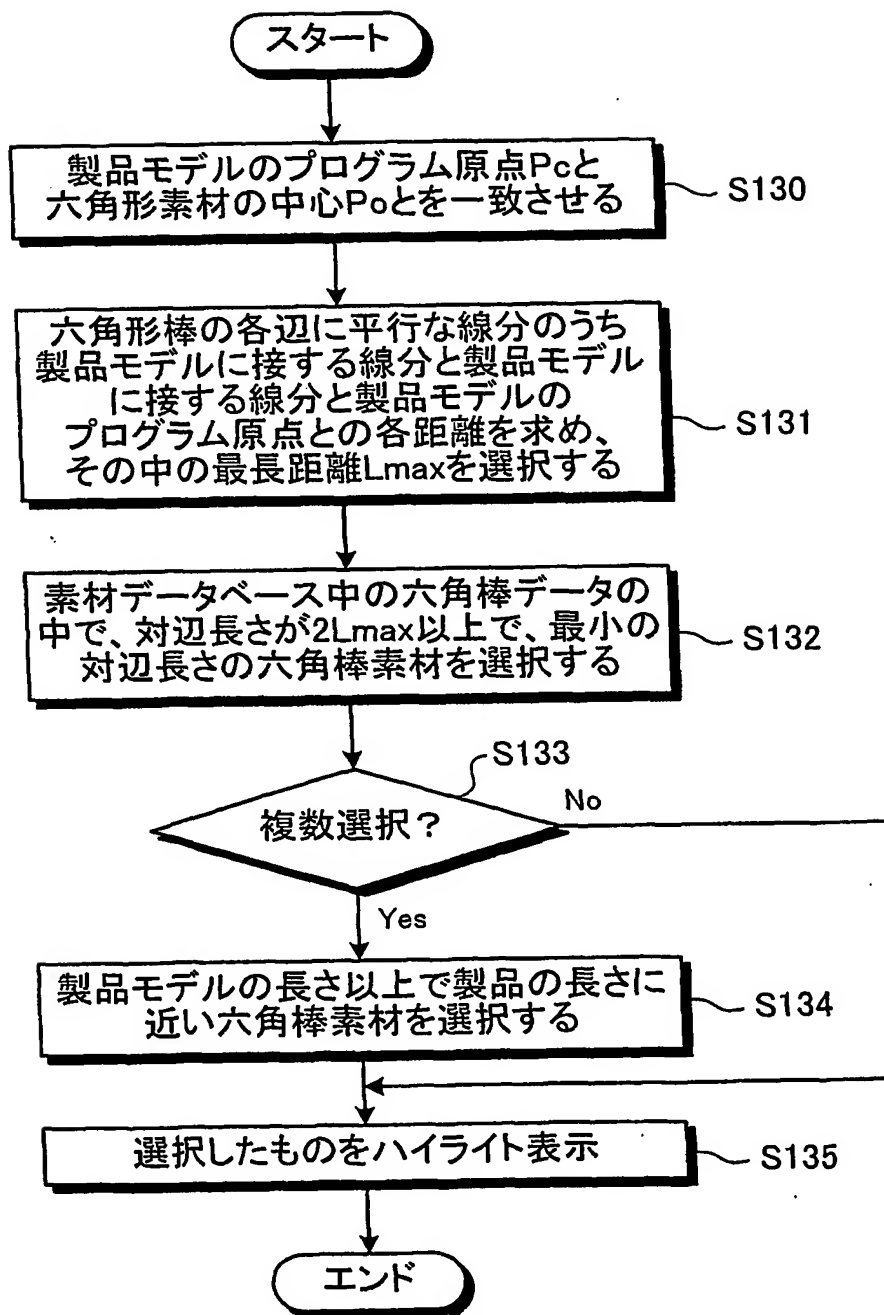 スタート
製品モデルのプログラム原点Pcと
六角形素材の中心Poとを一致させる
S130
六角形棒の各辺に平行な線分のうち
製品モデルに接する線分と製品モデル
に接する線分と製品モデルの
プログラム原点との各距離を求め、
その中の最長距離Lmaxを選択する
S131
素材データベース中の六角棒データの
中で、対辺長さが2Lmax以上で、最小の
対辺長さの六角棒素材を選択する
S132
S133
複数選択？
No
Yes
製品モデルの長さ以上で製品の長さに
近い六角棒素材を選択する
S134
選択したものをハイライト表示
S135
エンド